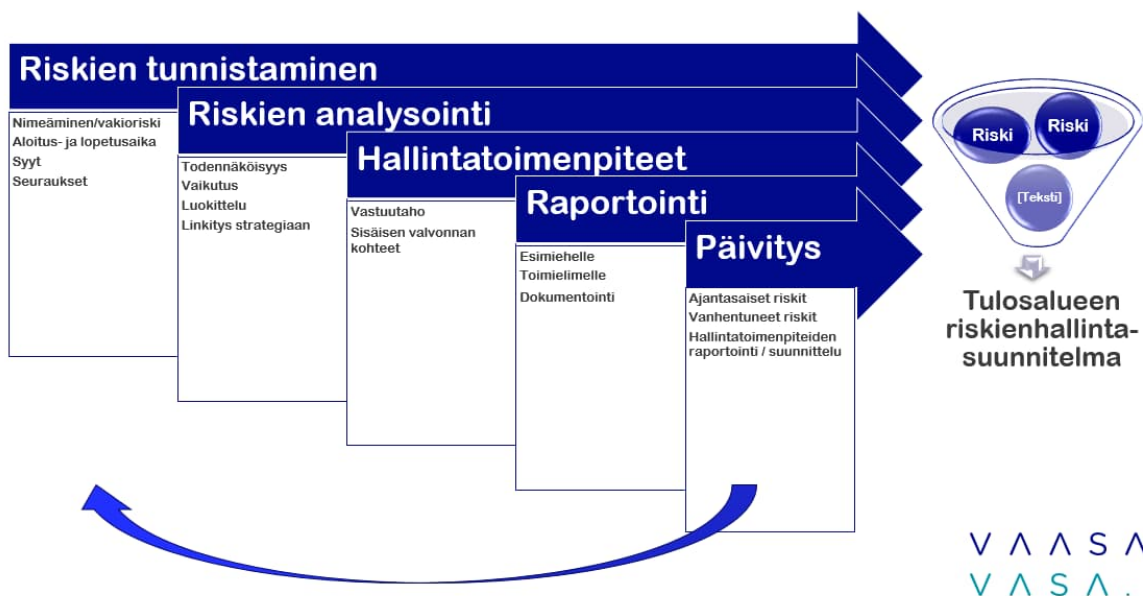 Riskien tunnistaminen
Nimeäminen/vakioriski
Aloitus- ja lopetusaika
Syyt
Seuraukset
Riskien analysointi
Todennäköisyys
Vaikutus
Luokittelu
Linkitys strategiaan
Hallintatoimenpiteet
Vastuutaho
Sisäisen valvonnan
kohteet
Raportointi
Esimiehelle
Toimielimelle
Dokumentointi
Päivitys
Ajantasaiset riskit
Vanhentuneet riskit
Hallintatoimenpiteiden
raportointi / suunnittelu
Riski
Riski
[Teksti]
Tulosalueen
riskienhallinta-
suunnitelma
VAASA
VASA.